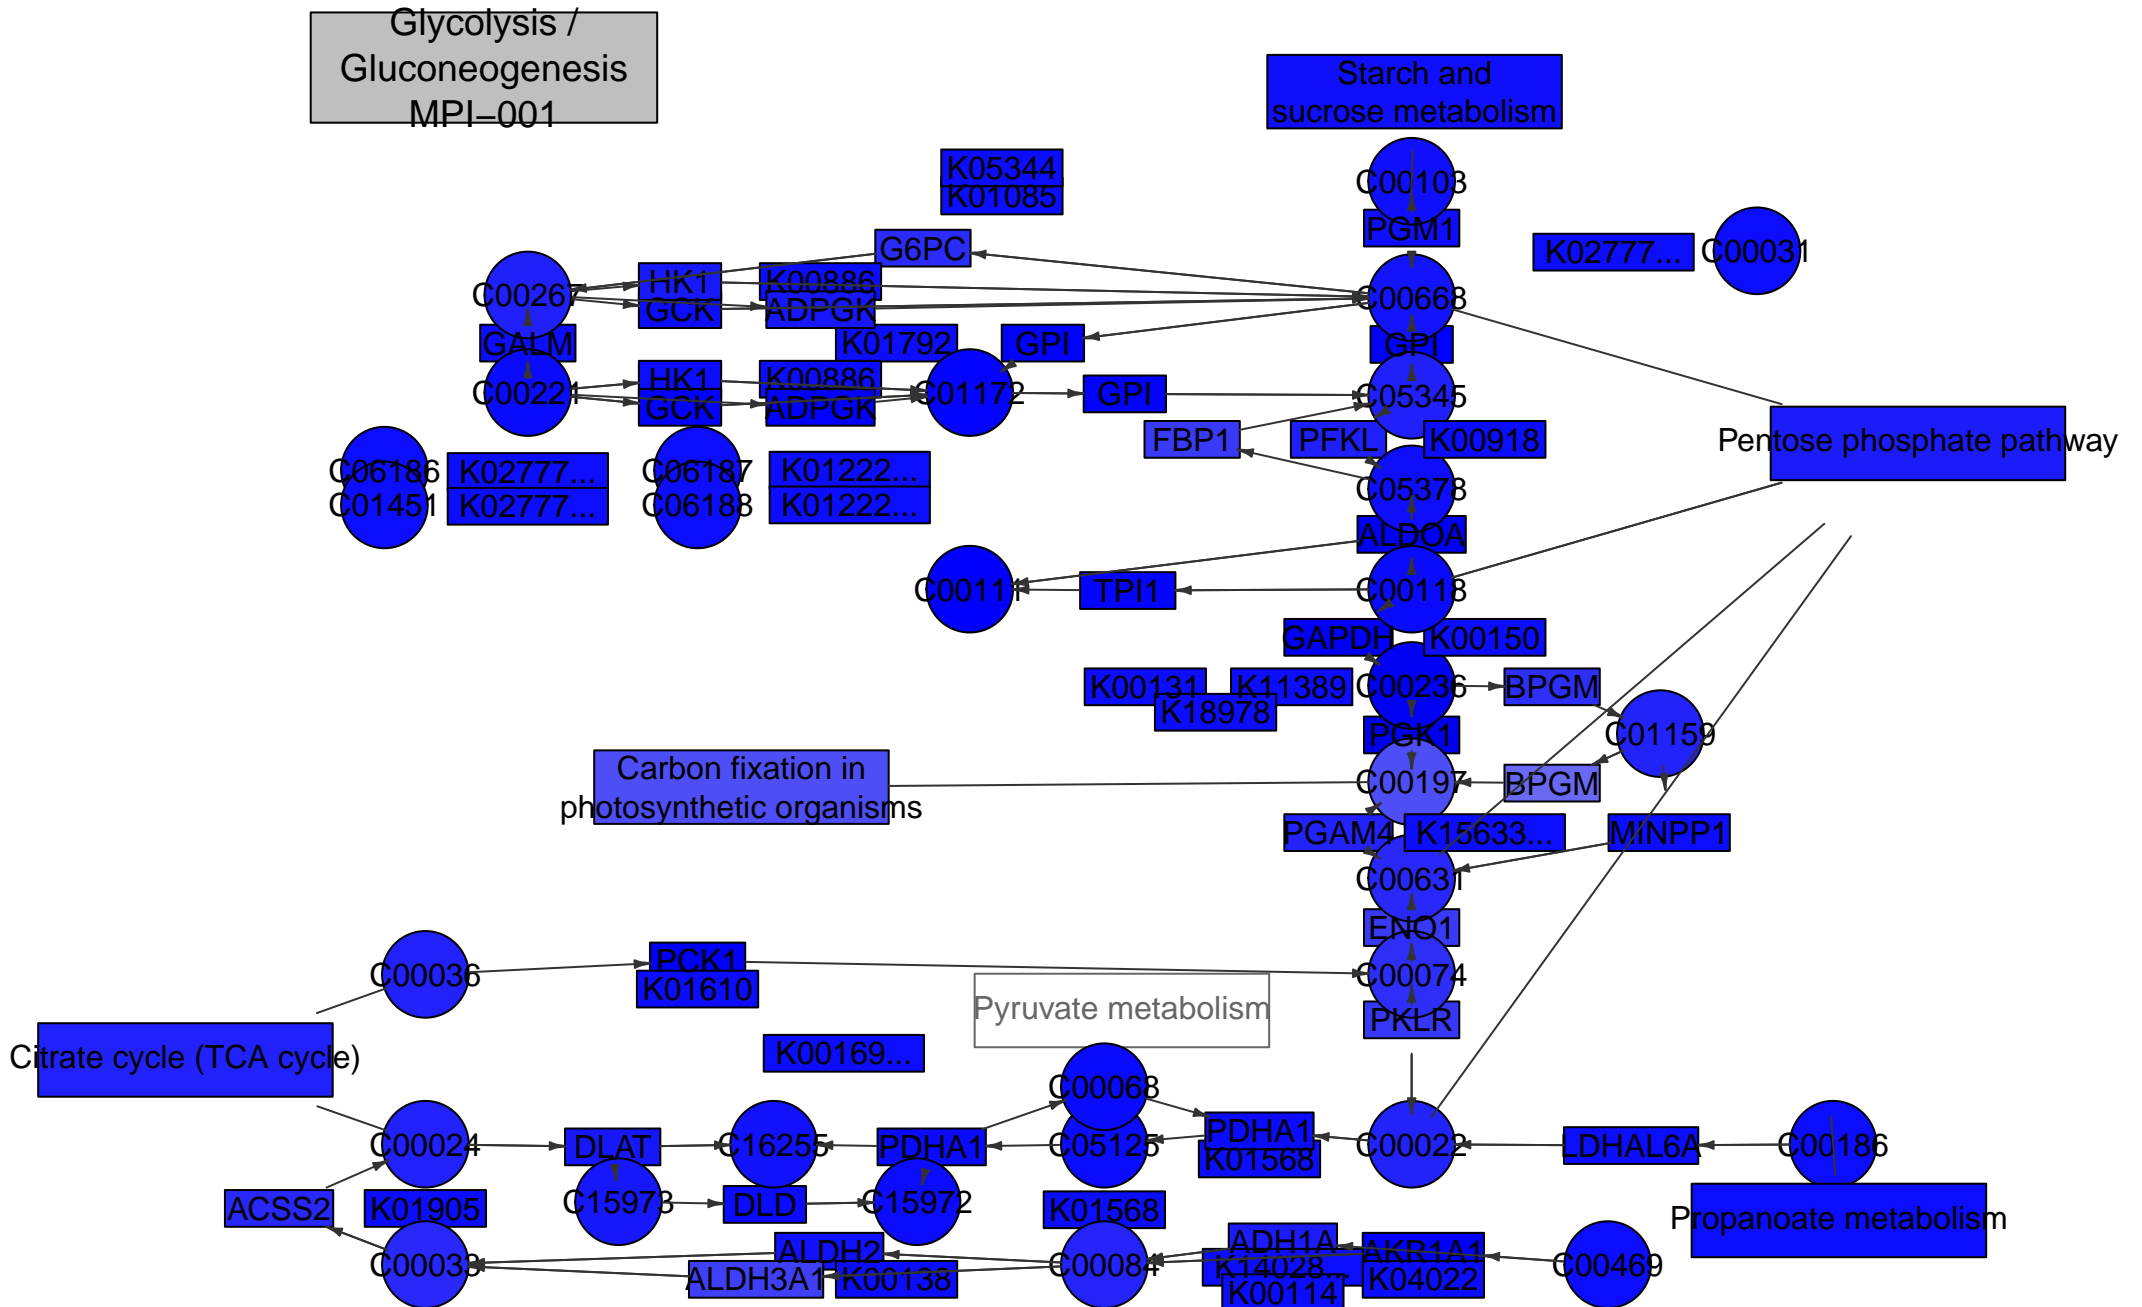 Glycolysis /
Gluconeogenesis
MPI–001
Starch and
sucrose metabolism
K05344
K01085
C00103
PGM1
K02777...
C00031
G6PC
C00267
HK1
K00886
GCK
ADPGK
C00668
GALM
K01792
GPI
GPI
C00221
HK1
K00886
GCK
ADPGK
C01172
GPI
C05345
FBP1
PFKL
K00918
Pentose phosphate pathway
C06186
K02777...
C06187
K01222...
C01451
K02777...
C06188
K01222...
C05378
ALDOA
C00111
TPI1
C00118
GAPDH
K00150
K00131
K11389
K18978
C00236
BPGM
PGK1
C01159
Carbon fixation in
photosynthetic organisms
C00197
BPGM
PGAM4
K15633...
MINPP1
C00631
ENO1
C00036
PCK1
K01610
C00074
Pyruvate metabolism
PKLR
Citrate cycle (TCA cycle)
K00169...
C00068
C00024
DLAT
C16255
PDHA1
C05125
PDHA1
K01568
C00022
LDHAL6A
C00186
ACSS2
K01905
C15973
DLD
C15972
K01568
Propanoate metabolism
C00033
ALDH2
ALDH3A1
K00138
C00084
ADH1A
K14028...
K00114
AKR1A1
K04022
C00469